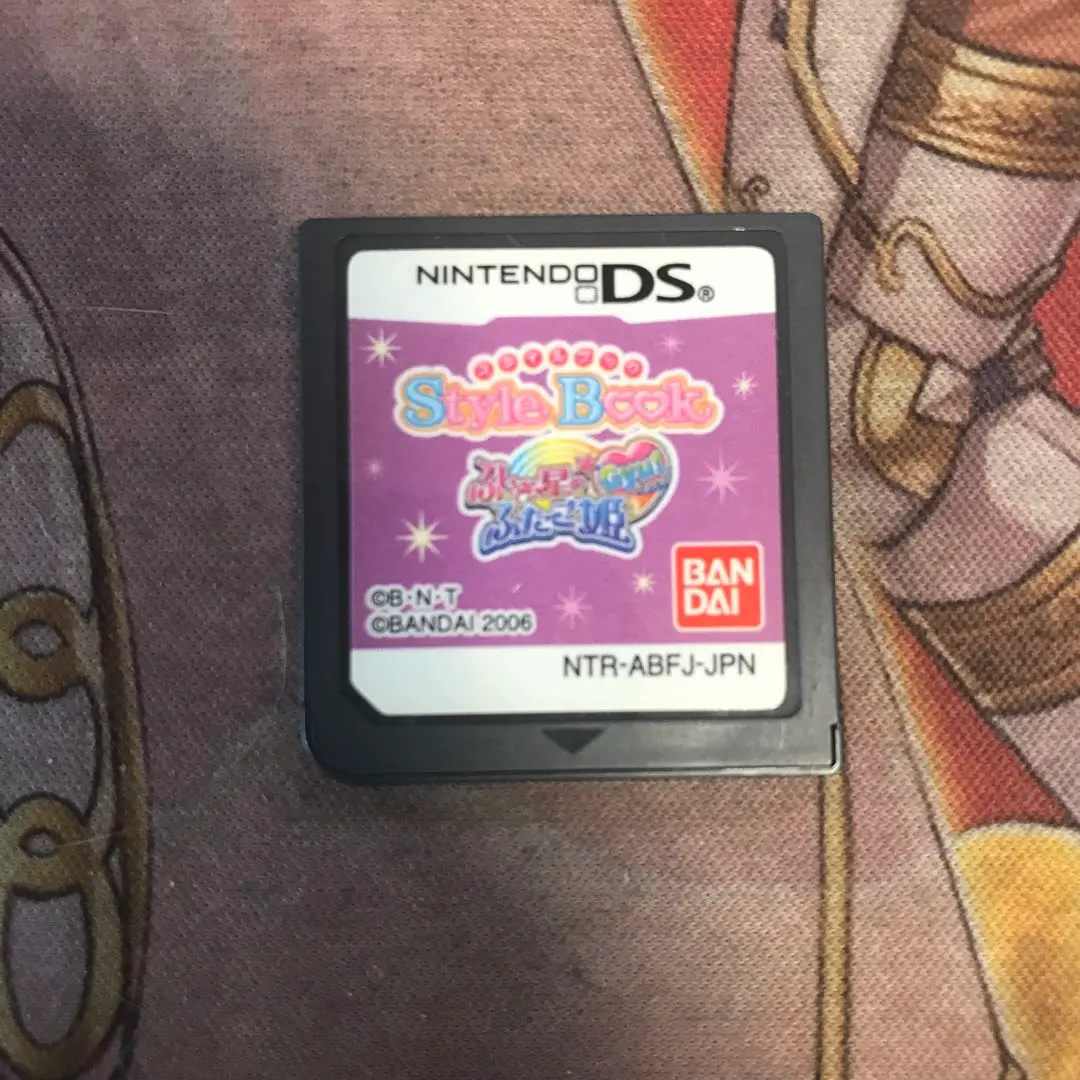 NINTENDO DS®
スタイルブック
Style Book
ふしぎ星の Gyu!
ふたご姫
©B・N・T
©BANDAI 2006
BAN
DAI
NTR-ABFJ-JPN